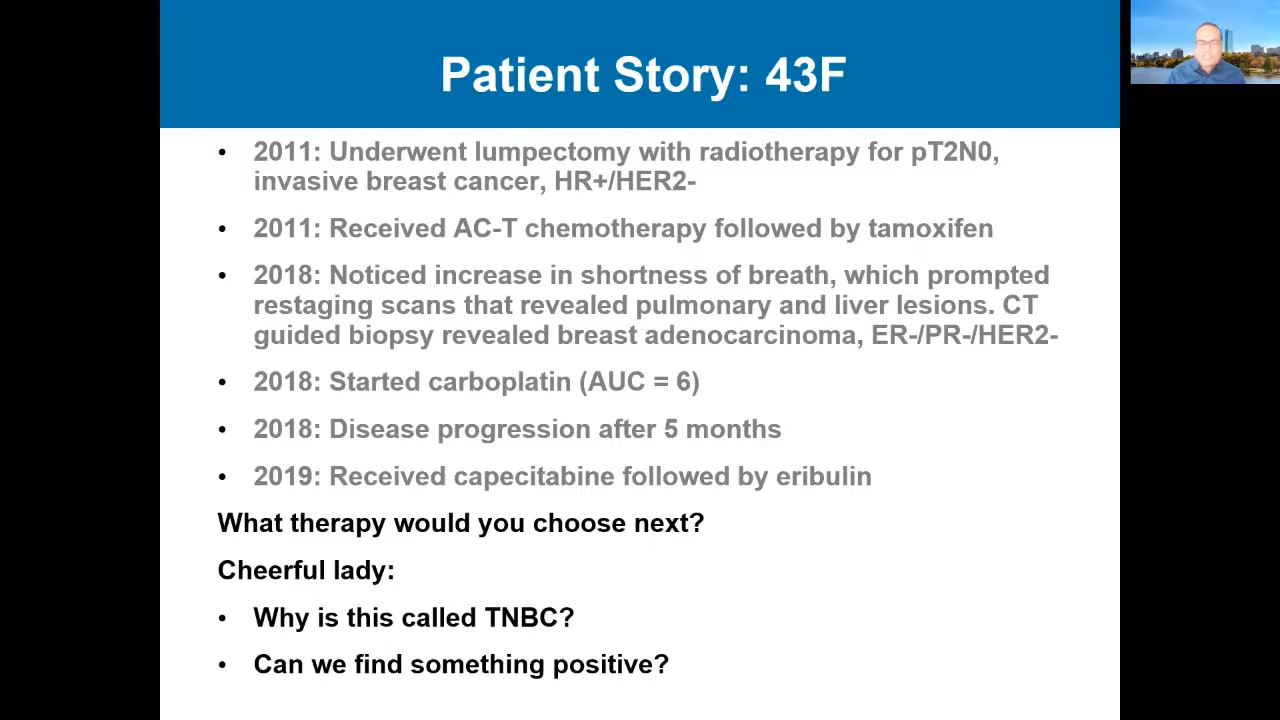 Patient Story: 43F
• 2011: Underwent lumpectomy with radiotherapy for pT2N0,
invasive breast cancer, HR+/HER2-
• 2011: Received AC-T chemotherapy followed by tamoxifen
• 2018: Noticed increase in shortness of breath, which prompted
restaging scans that revealed pulmonary and liver lesions. CT
guided biopsy revealed breast adenocarcinoma, ER-/PR-/HER2-
• 2018: Started carboplatin (AUC = 6)
• 2018: Disease progression after 5 months
• 2019: Received capecitabine followed by eribulin
What therapy would you choose next?
Cheerful lady:
• Why is this called TNBC?
• Can we find something positive?